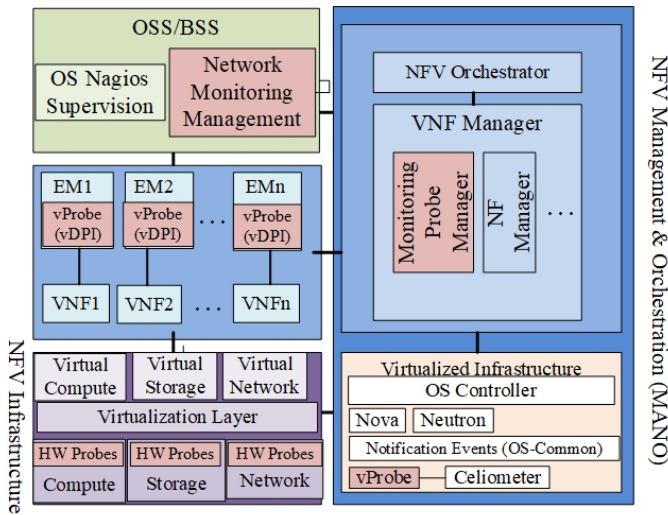 OSS/BSS
OS Nagios
Supervision
Network
Monitoring
Management
EM1
EM2
EMn
vProbe
(vDPI)
vProbe
(vDPI)
. . .
vProbe
(vDPI)
VNF1
VNF2
. . .
VNFn
NFV Infrastructure
Virtual
Compute
Virtual
Storage
Virtual
Network
Virtualization Layer
HW Probes
HW Probes
HW Probes
Compute
Storage
Network
NFV Orchestrator
VNF Manager
Monitoring
Probe
Manager
NF
Manager
. . .
Virtualized Infrastructure
OS Controller
Nova
Neutron
Notification Events (OS-Common)
vProbe
Celiometer
NFV Management & Orchestration (MANO)